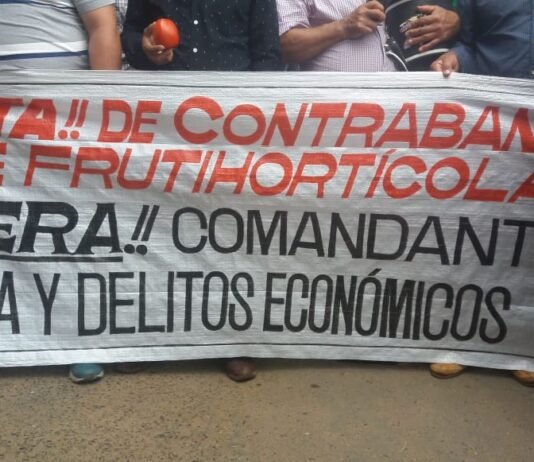 TA!! DE CONTRABAN
E FRUTIHORTÍCOLA
ERA!! COMANDANT
A Y DELITOS ECONÓMICOS